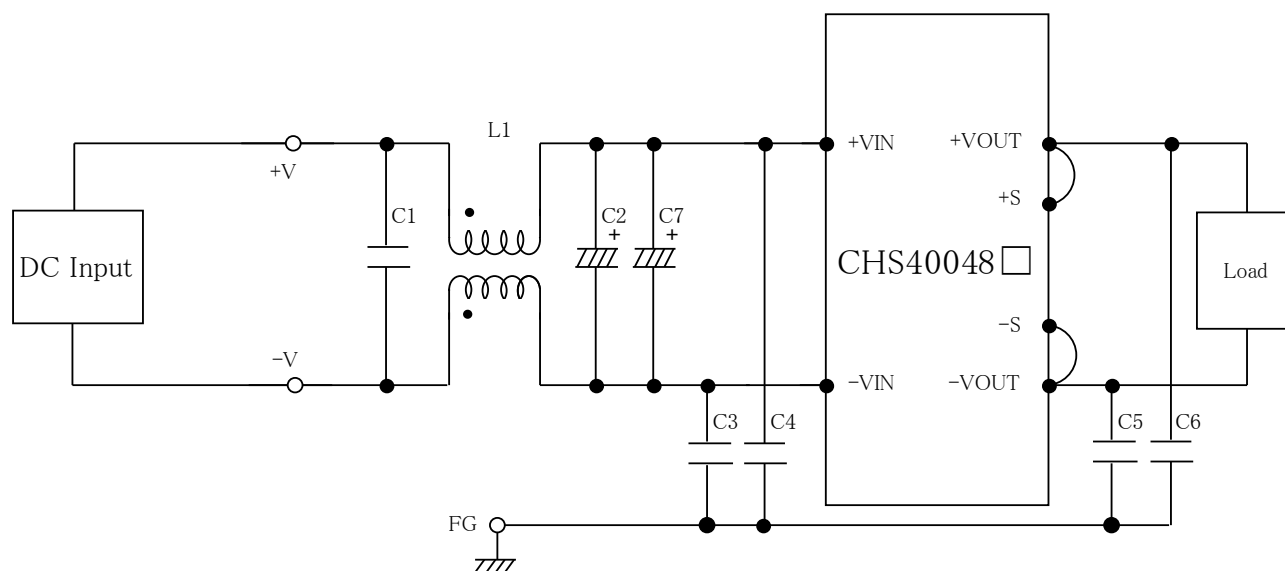 L1
+V
+VIN
+VOUT
+S
C1
C2
+
C7
+
DC Input
CHS40048□
Load
-S
-V
-VIN
-VOUT
C3
C4
C5
C6
FG